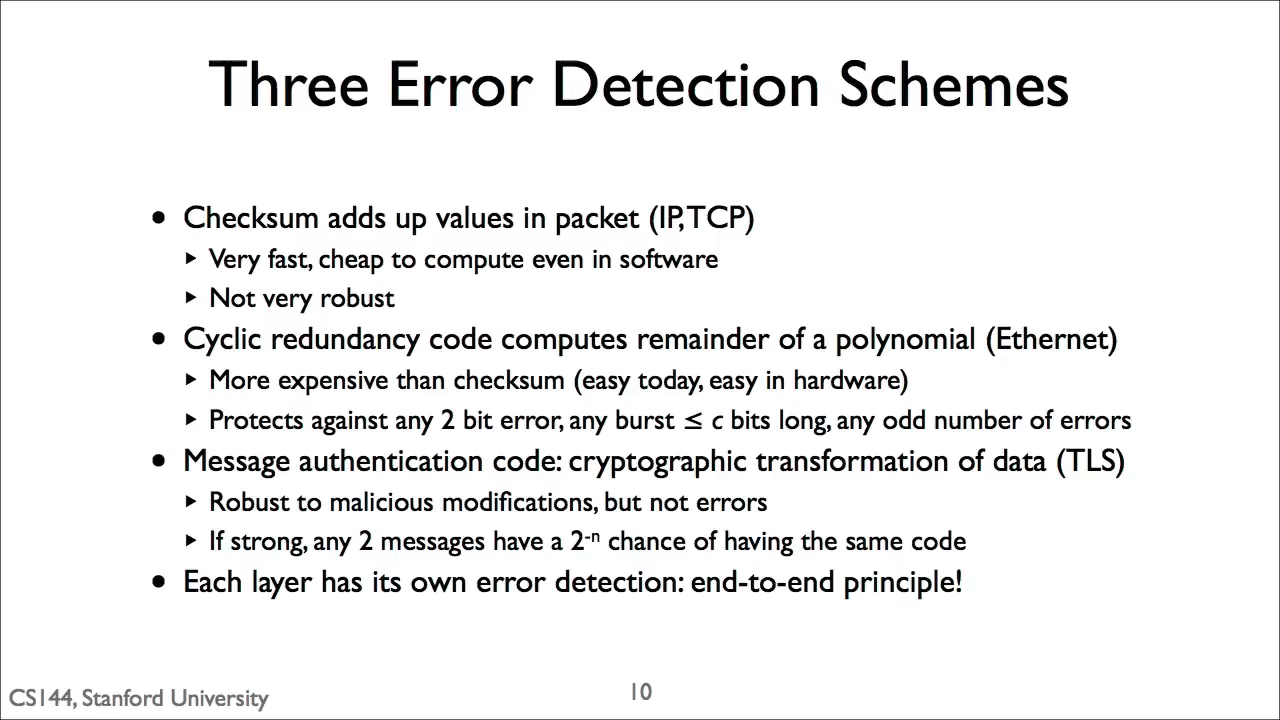 Three Error Detection Schemes
• Checksum adds up values in packet (IP, TCP)
‣ Very fast, cheap to compute even in software
‣ Not very robust
• Cyclic redundancy code computes remainder of a polynomial (Ethernet)
‣ More expensive than checksum (easy today, easy in hardware)
‣ Protects against any 2 bit error, any burst ≤ c bits long, any odd number of errors
• Message authentication code: cryptographic transformation of data (TLS)
‣ Robust to malicious modifications, but not errors
‣ If strong, any 2 messages have a 2⁻ⁿ chance of having the same code
• Each layer has its own error detection: end-to-end principle!
CS144, Stanford University
10